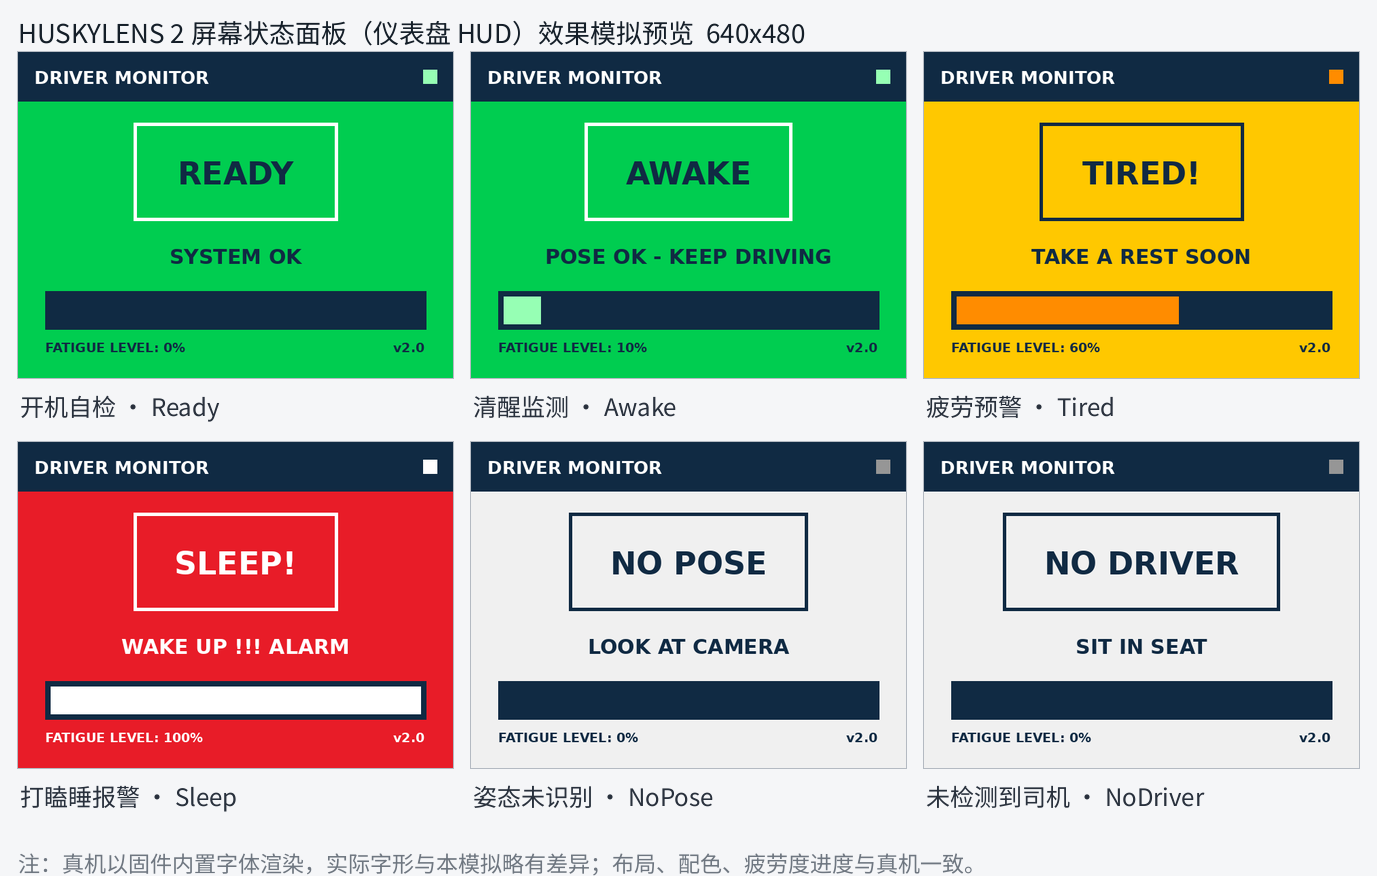 HUSKYLENS 2 屏幕状态面板（仪表盘 HUD）效果模拟预览 640x480
DRIVER MONITOR
READY
SYSTEM OK
FATIGUE LEVEL: 0% v2.0
开机自检 · Ready
DRIVER MONITOR
AWAKE
POSE OK - KEEP DRIVING
FATIGUE LEVEL: 10% v2.0
清醒监测 · Awake
DRIVER MONITOR
TIRED!
TAKE A REST SOON
FATIGUE LEVEL: 60% v2.0
疲劳预警 · Tired
DRIVER MONITOR
SLEEP!
WAKE UP !!! ALARM
FATIGUE LEVEL: 100% v2.0
打瞌睡报警 · Sleep
DRIVER MONITOR
NO POSE
LOOK AT CAMERA
FATIGUE LEVEL: 0% v2.0
姿态未识别 · NoPose
DRIVER MONITOR
NO DRIVER
SIT IN SEAT
FATIGUE LEVEL: 0% v2.0
未检测到司机 · NoDriver
注：真机以固件内置字体渲染，实际字形与本模拟略有差异；布局、配色、疲劳度进度与真机一致。